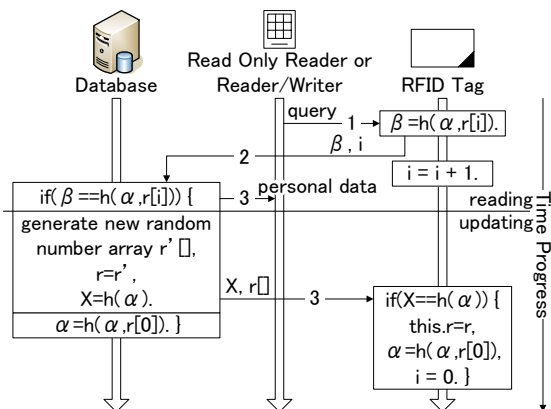 Database
Read Only Reader or
Reader/Writer
RFID Tag
query
1
β=h(α,r[i]).
β, i
2
i = i + 1.
if(β==h(α,r[i])) {
3
personal data
reading
updating
Time Progress
generate new random
number array r'[],
r=r',
X=h(α).
α=h(α,r[0]). }
X, r[]
3
if(X==h(α)) {
this.r=r,
α=h(α,r[0]),
i = 0. }